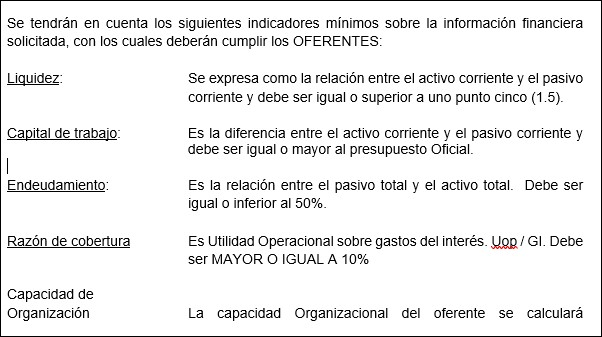 Se tendrán en cuenta los siguientes indicadores mínimos sobre la información financiera
solicitada, con los cuales deberán cumplir los OFERENTES:
Liquidez: Se expresa como la relación entre el activo corriente y el pasivo
corriente y debe ser igual o superior a uno punto cinco (1.5).
Capital de trabajo: Es la diferencia entre el activo corriente y el pasivo corriente y
debe ser igual o mayor al presupuesto Oficial.
Endeudamiento: Es la relación entre el pasivo total y el activo total. Debe ser
igual o inferior al 50%.
Razón de cobertura Es Utilidad Operacional sobre gastos del interés. Uop / GI. Debe
ser MAYOR O IGUAL A 10%
Capacidad de
Organización La capacidad Organizacional del oferente se calculará